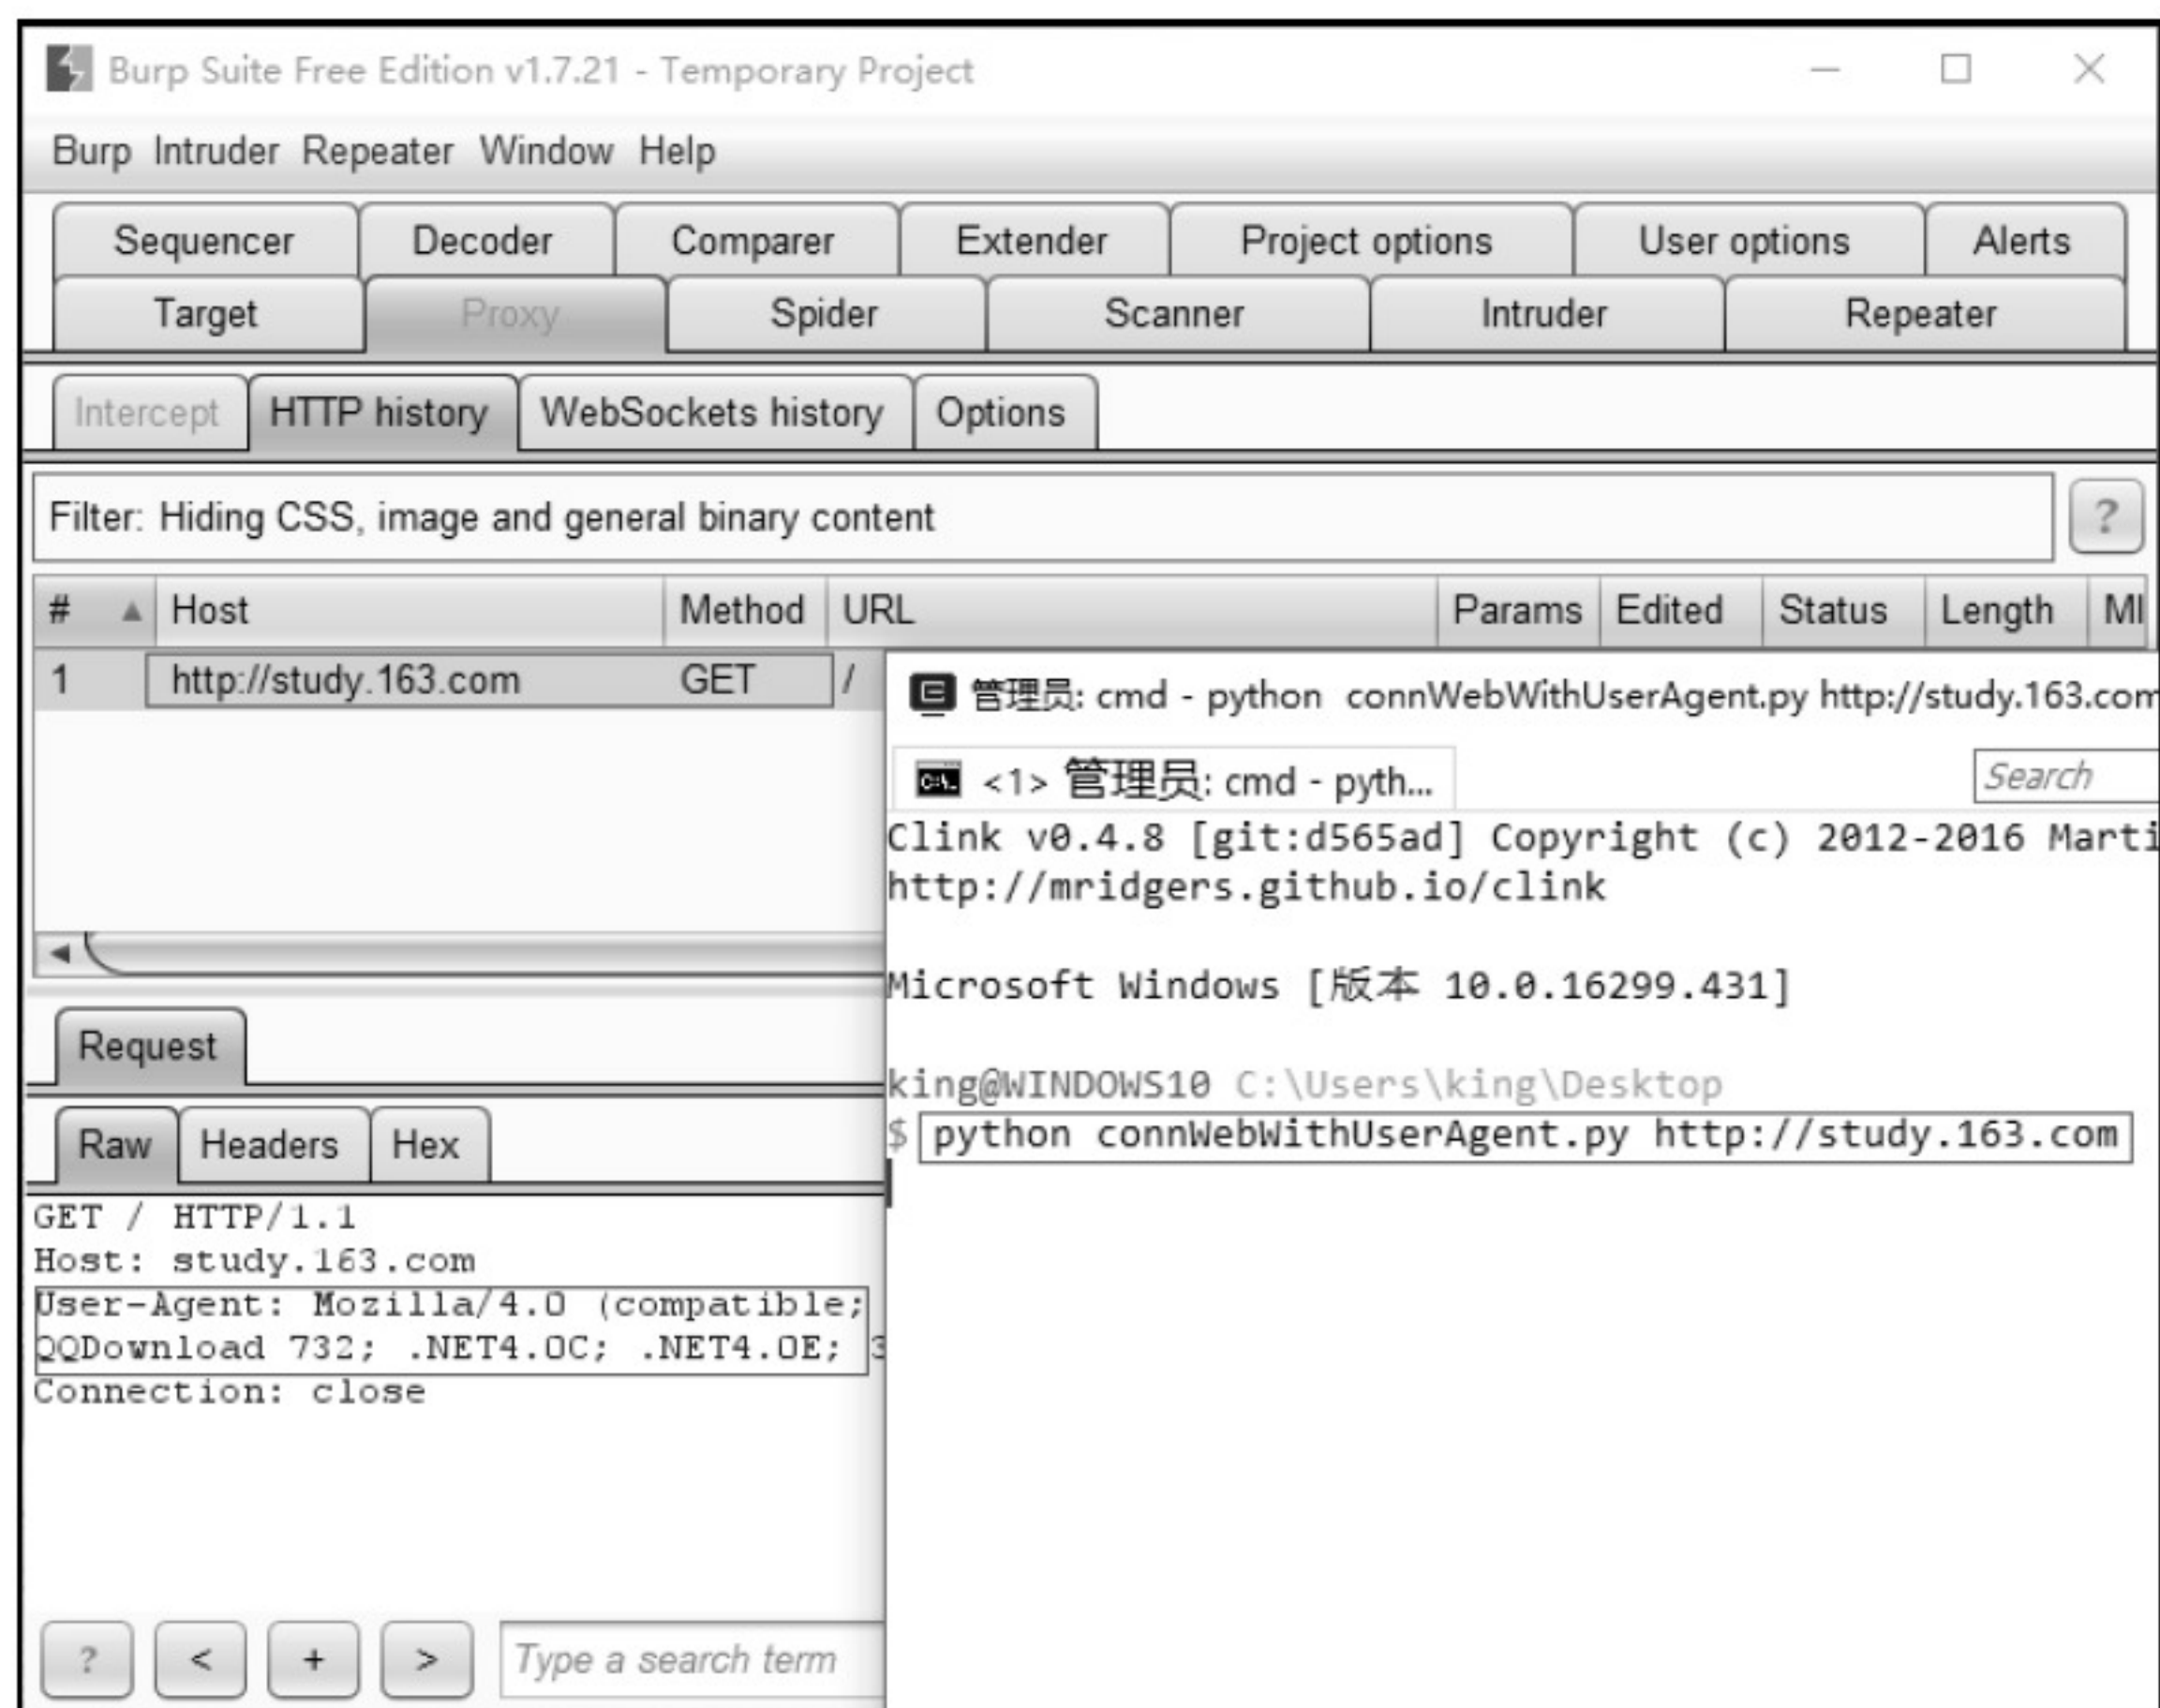 Burp Suite Free Edition v1.7.21 - Temporary Project
Burp Intruder Repeater Window Help
Sequencer Decoder Comparer Extender Project options User options Alerts
Target Proxy Spider Scanner Intruder Repeater
Intercept HTTP history WebSockets history Options
Filter: Hiding CSS, image and general binary content ?
# Host Method URL Params Edited Status Length MI
1 http://study.163.com GET /
管理员: cmd - python connWebWithUserAgent.py http://study.163.com
<1> 管理员: cmd - pyth... Search
Clink v0.4.8 [git:d565ad] Copyright (c) 2012-2016 Marti
http://mridgers.github.io/clink
Microsoft Windows [版本 10.0.16299.431]
king@WINDOWS10 C:\Users\king\Desktop
$ python connWebWithUserAgent.py http://study.163.com
Request
Raw Headers Hex
GET / HTTP/1.1
Host: study.163.com
User-Agent: Mozilla/4.0 (compatible;
QQDownload 732; .NET4.0C; .NET4.0E; 3
Connection: close
? < + > Type a search term